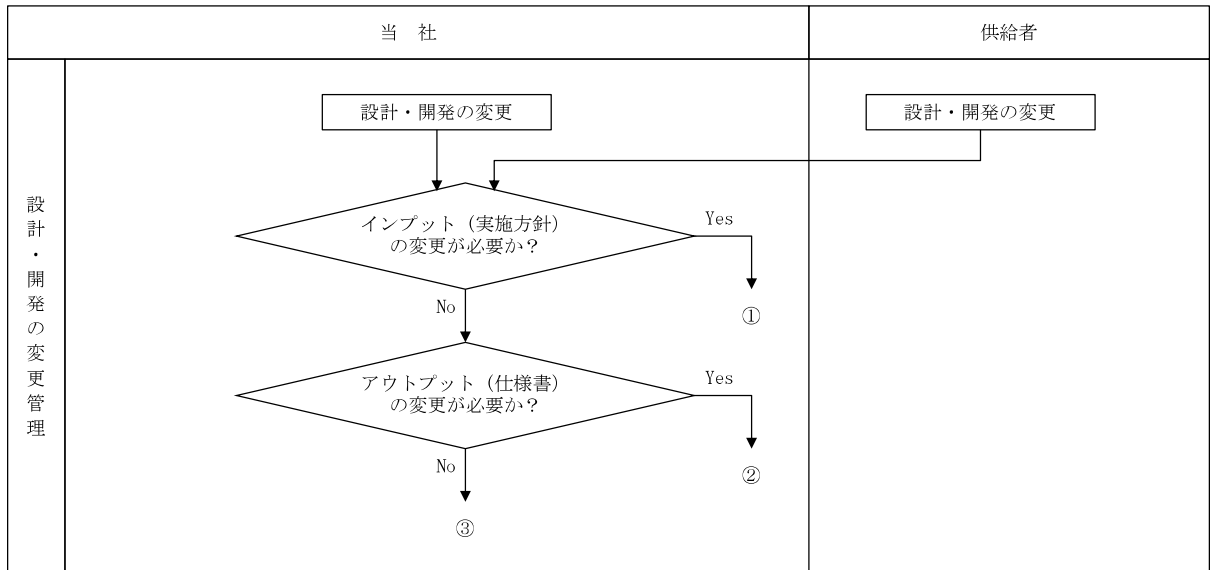 当　社
供給者
設計・開発の変更管理
設計・開発の変更
設計・開発の変更
インプット（実施方針）
の変更が必要か？
Yes
①
No
アウトプット（仕様書）
の変更が必要か？
Yes
②
No
③